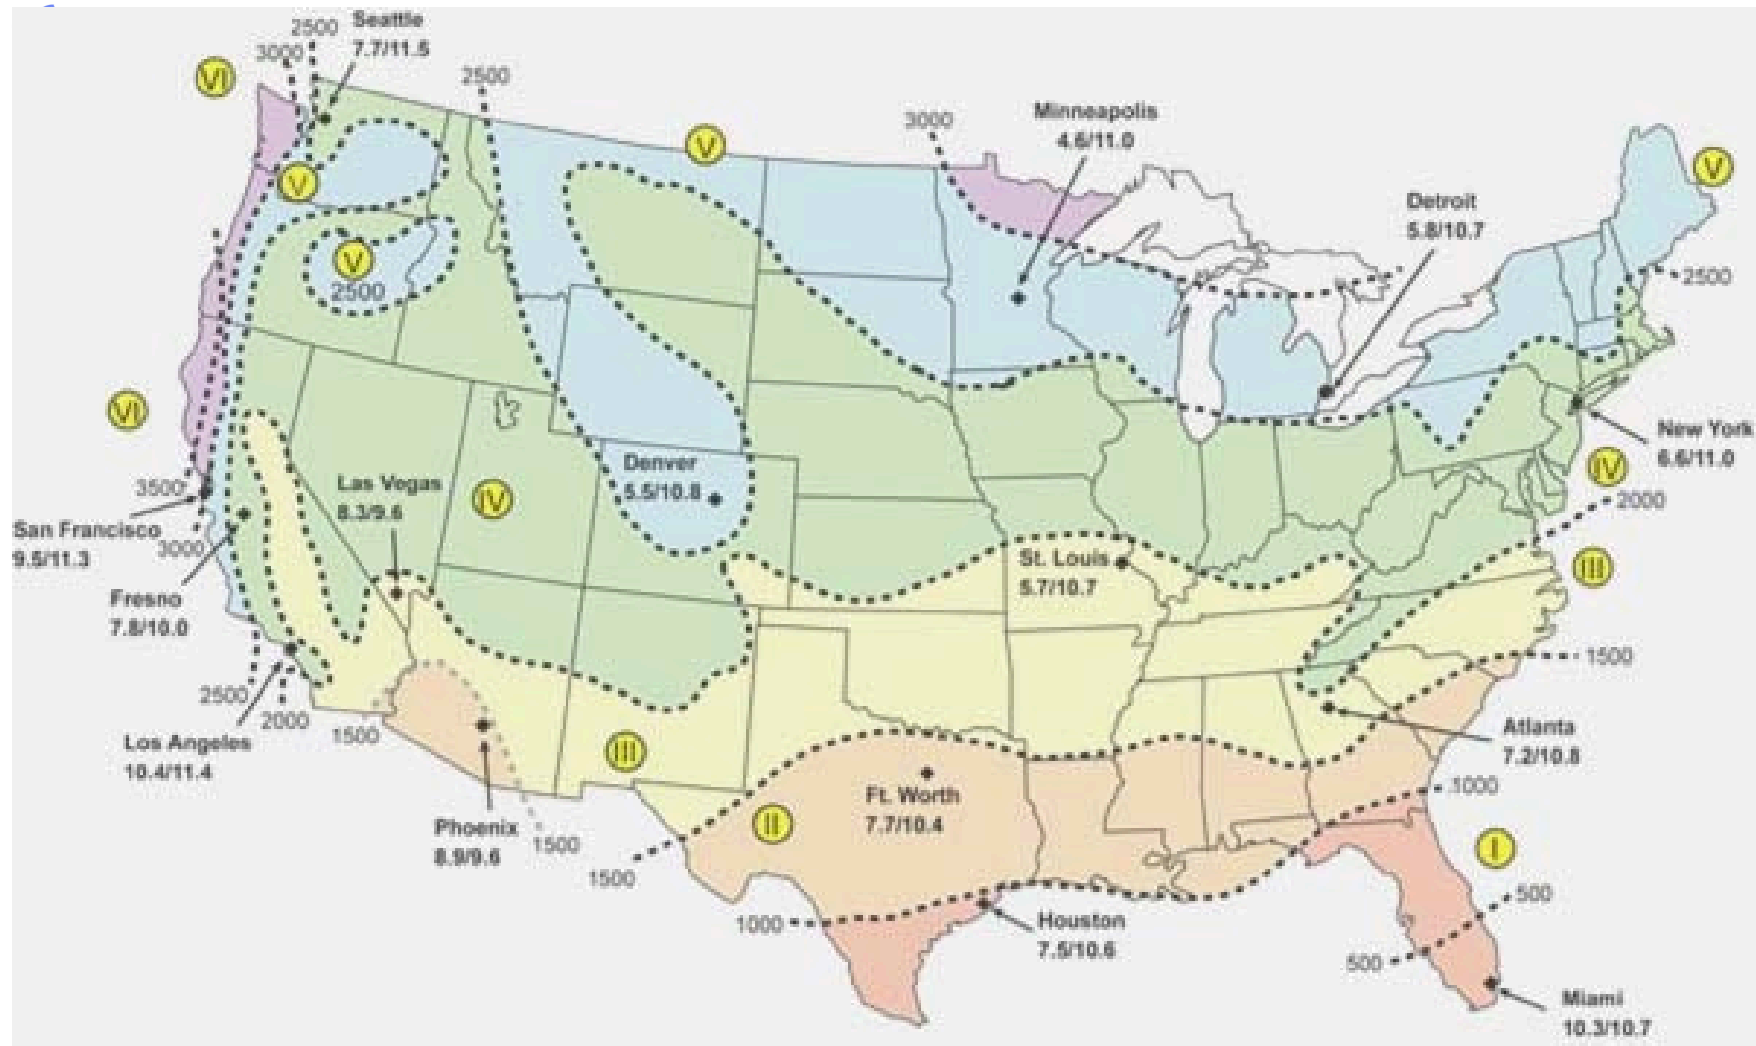 2500
Seattle
7.7/11.5
3000
VI
2500
3000
Minneapolis
4.6/11.0
V
V
V
Detroit
5.8/10.7
V
2500
2500
VI
New York
6.6/11.0
Denver
5.5/10.8
Las Vegas
8.3/9.6
IV
IV
3500
2000
San Francisco
9.5/11.3
3000
St. Louis
5.7/10.7
III
Fresno
7.8/10.0
1500
2500
2000
1500
Los Angeles
10.4/11.4
III
Atlanta
7.2/10.8
1000
Ft. Worth
7.7/10.4
II
Phoenix
8.9/9.6
1500
1500
I
500
1000
Houston
7.5/10.6
500
Miami
10.3/10.7